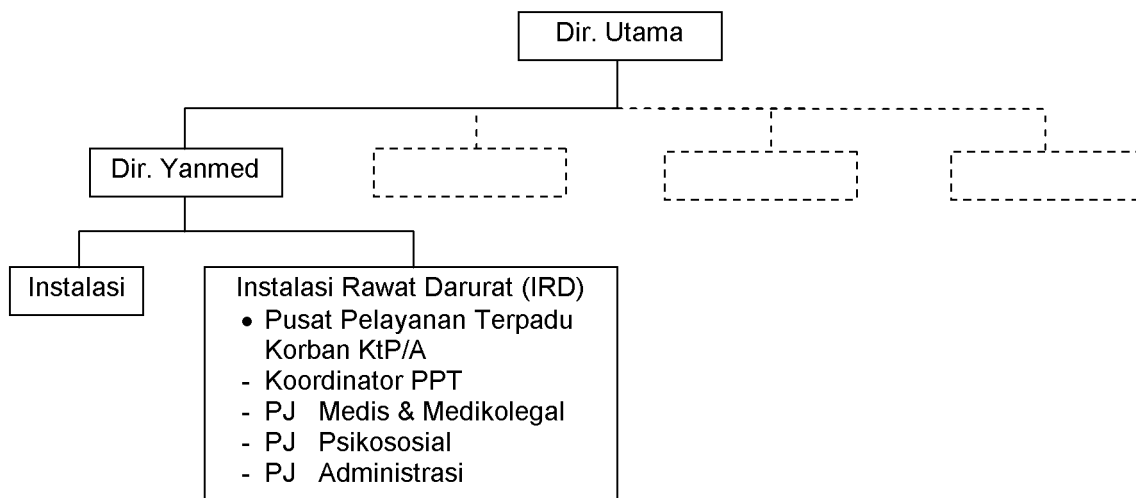 Dir. Utama
Dir. Yanmed
Instalasi
Instalasi Rawat Darurat (IRD)
• Pusat Pelayanan Terpadu
Korban KtP/A
- Koordinator PPT
- PJ Medis & Medikolegal
- PJ Psikososial
- PJ Administrasi